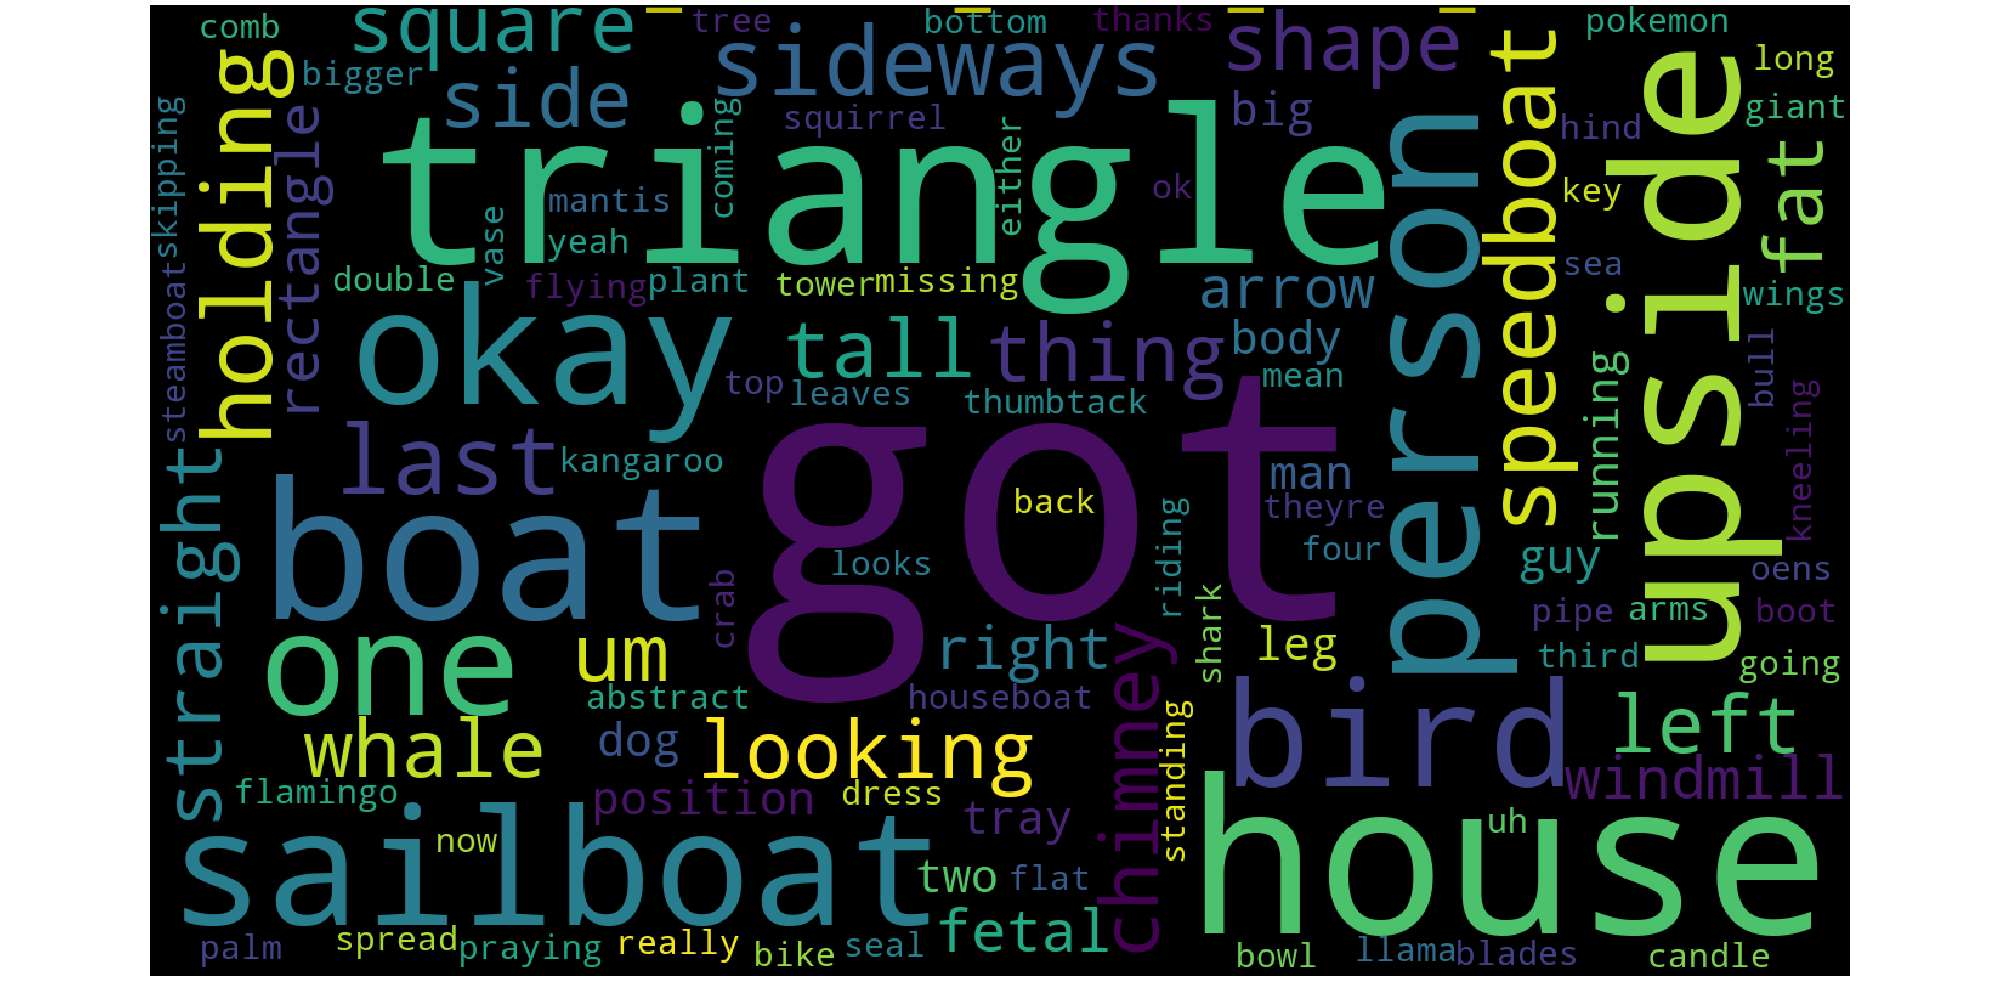 comb
square
tree
bottom
thanks
shape
pokemon
holding
bigger
side
sideways
squirrel
big
speedboat
upside
long
giant
hind
fat
skipping
rectangle
triangle
coming
either
person
mantis
ok
key
yeah
vase
double
flying
plant
tower
missing
arrow
sea
wings
steamboat
okay
tall
thing
body
mean
running
bull
top
leaves
thumbtack
kneeling
last
kangaroo
got
man
back
theyre
straight
boat
looks
riding
four
guy
oens
crab
shark
pipe
arms
boot
one
um
right
chimney
leg
third
going
abstract
houseboat
whale
dog
looking
standing
bird
left
windmill
flamingo
position
dress
tray
house
uh
sailboat
now
two
flat
fetal
palm
spread
praying
really
bike
seal
bowl
llama
blades
candle